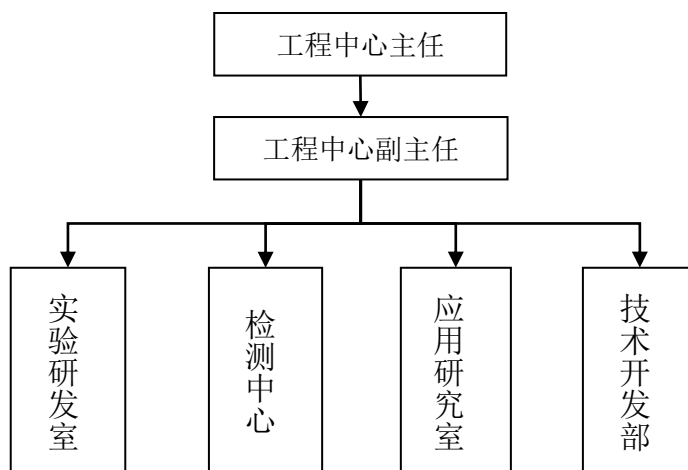 工程中心主任
工程中心副主任
实验研发室
检测中心
应用研究室
技术开发部